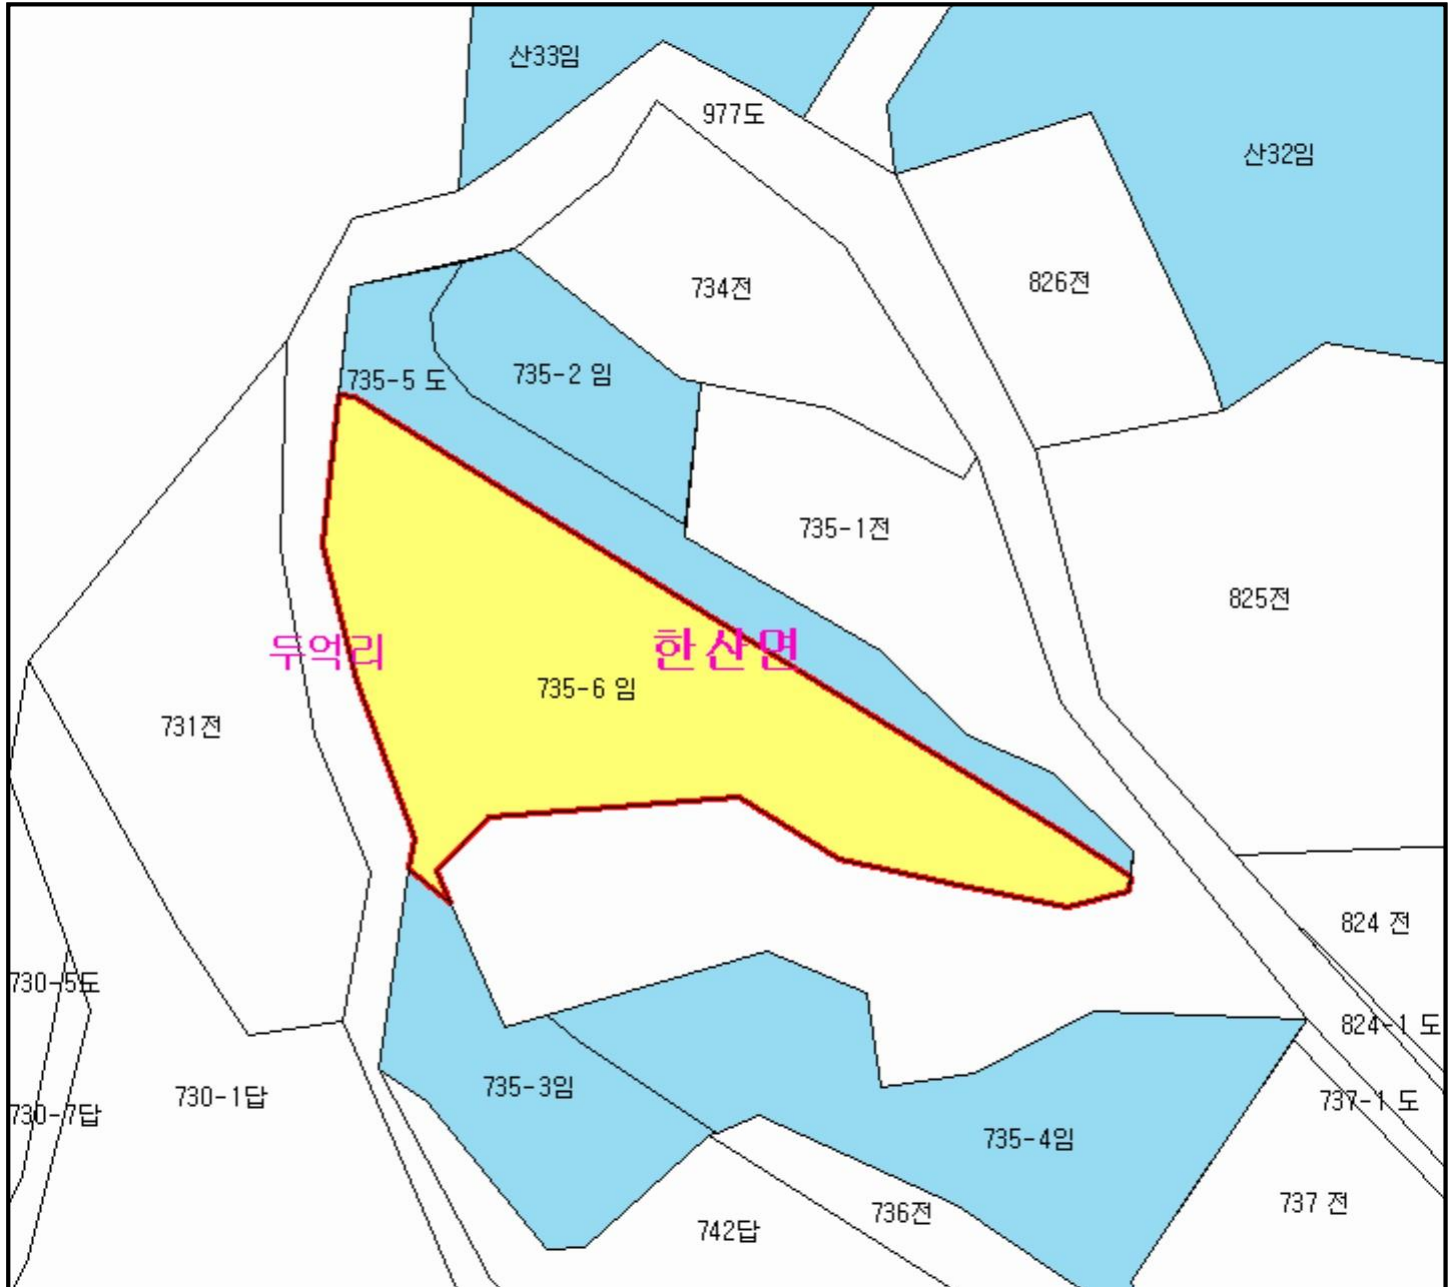 산33임
977도
산32임
734전
826전
735-5 도
735-2 임
735-1전
825전
두억리
한산면
735-6 임
731전
824 전
730-5도
824-1 도
735-3임
730-1답
737-1 도
730-7답
735-4임
737 전
736전
742답